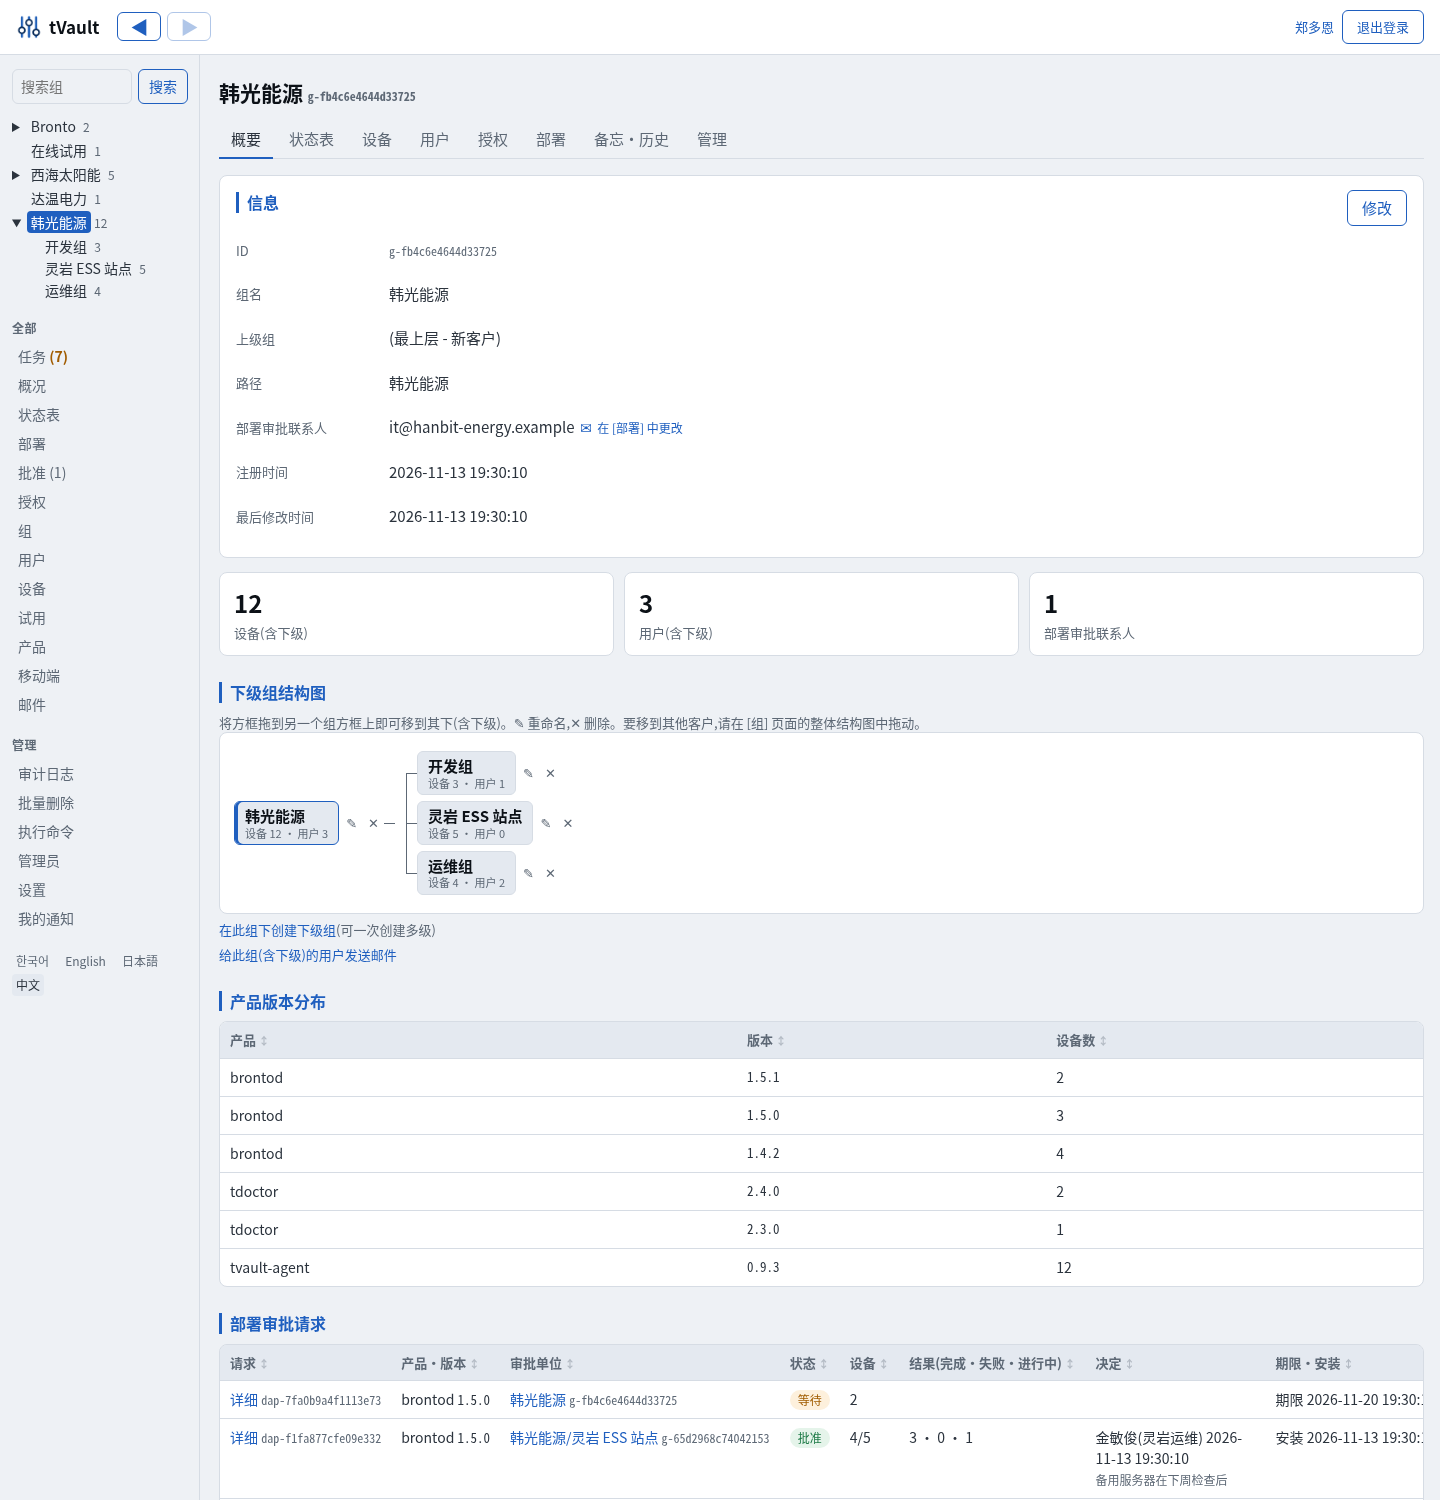 tVault
郑多恩 退出登录
搜索组 搜索
Bronto 2
在线试用 1
西海太阳能 5
达温电力 1
韩光能源 12
开发组 3
灵岩 ESS 站点 5
运维组 4
全部
任务 (7)
概况
状态表
部署
批准 (1)
授权
组
用户
设备
试用
产品
移动端
邮件
管理
审计日志
批量删除
执行命令
管理员
设置
我的通知
한국어 English 日本語
中文
韩光能源 g-fb4c6e4644d33725
概要 状态表 设备 用户 授权 部署 备忘・历史 管理
信息 修改
ID g-fb4c6e4644d33725
组名 韩光能源
上级组 (最上层 - 新客户)
路径 韩光能源
部署审批联系人 it@hanbit-energy.example ✉ 在 [部署] 中更改
注册时间 2026-11-13 19:30:10
最后修改时间 2026-11-13 19:30:10
12
设备(含下级)
3
用户(含下级)
1
部署审批联系人
下级组结构图
将方框拖到另一个组方框上即可移到其下(含下级)。✎ 重命名,✕ 删除。要移到其他客户,请在 [组] 页面的整体结构图中拖动。
韩光能源
设备 12 ・ 用户 3
✎ ✕
开发组
设备 3 ・ 用户 1
✎ ✕
灵岩 ESS 站点
设备 5 ・ 用户 0
✎ ✕
运维组
设备 4 ・ 用户 2
✎ ✕
在此组下创建下级组(可一次创建多级)
给此组(含下级)的用户发送邮件
产品版本分布
产品 ↕ 版本 ↕ 设备数 ↕
brontod 1.5.1 2
brontod 1.5.0 3
brontod 1.4.2 4
tdoctor 2.4.0 2
tdoctor 2.3.0 1
tvault-agent 0.9.3 12
部署审批请求
请求 ↕ 产品・版本 ↕ 审批单位 ↕ 状态 ↕ 设备 ↕ 结果(完成・失败・进行中) ↕ 决定 ↕ 期限・安装 ↕
详细 dap-7fa0b9a4f1113e73 brontod 1.5.0 韩光能源 g-fb4c6e4644d33725 等待 2 期限 2026-11-20 19:30:
详细 dap-f1fa877cfe09e332 brontod 1.5.0 韩光能源/灵岩 ESS 站点 g-65d2968c74042153 批准 4/5 3 ・ 0 ・ 1 金敏俊(灵岩运维) 2026- 安装 2026-11-13 19:30:
11-13 19:30:10
备用服务器在下周检查后